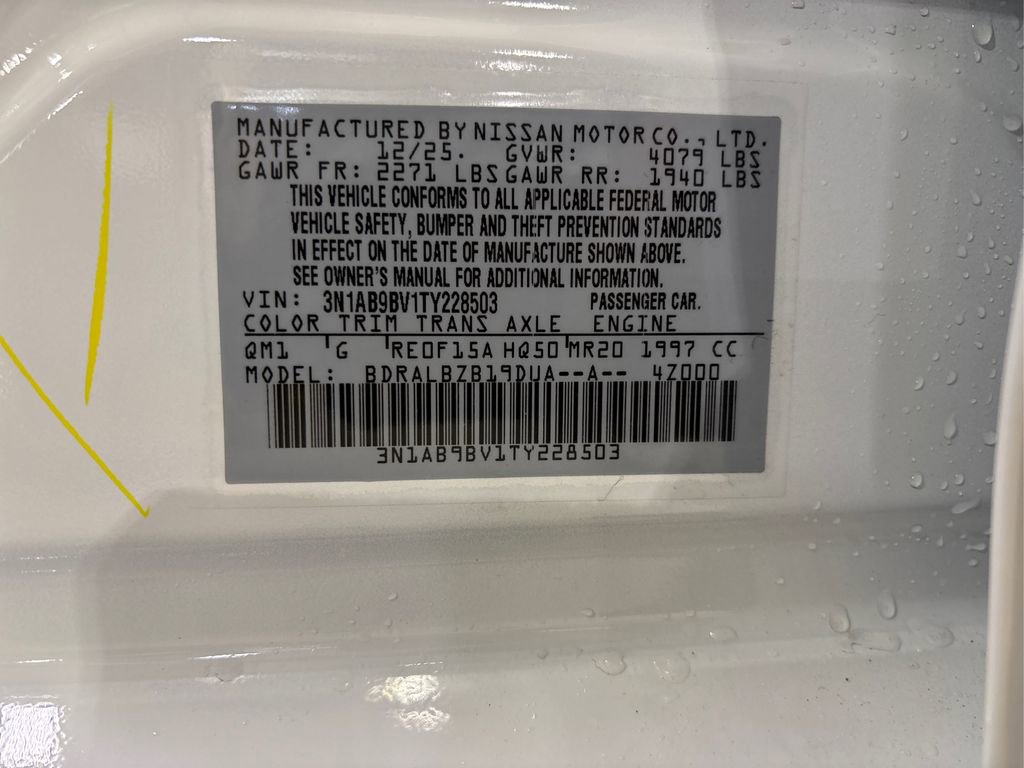 MANUFACTURED BY NISSAN MOTOR CO., LTD.
DATE: 12/25. GVWR: 4079 LBS
GAWR FR: 2271 LBS GAWR RR: 1940 LBS
THIS VEHICLE CONFORMS TO ALL APPLICABLE FEDERAL MOTOR
VEHICLE SAFETY, BUMPER AND THEFT PREVENTION STANDARDS
IN EFFECT ON THE DATE OF MANUFACTURE SHOWN ABOVE.
SEE OWNER'S MANUAL FOR ADDITIONAL INFORMATION.
VIN: 3N1AB9BV1TY228503 PASSENGER CAR.
COLOR TRIM TRANS AXLE ENGINE
QM1 G RE0F15A HQ50 MR20 1997 CC
MODEL: BDRALBZB19DUA--A-- 4Z000
3N1AB9BV1TY228503